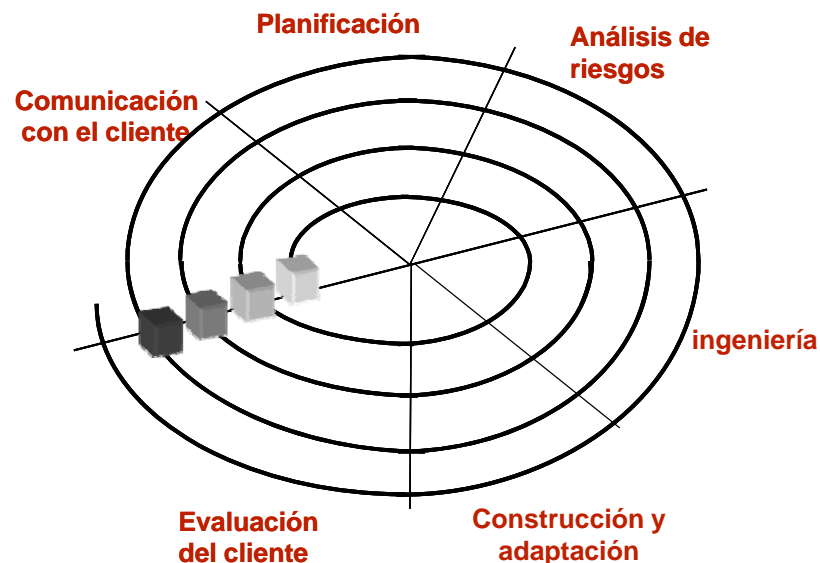 Planificación
Análisis de
riesgos
Comunicación
con el cliente
ingeniería
Construcción y
adaptación
Evaluación
del cliente